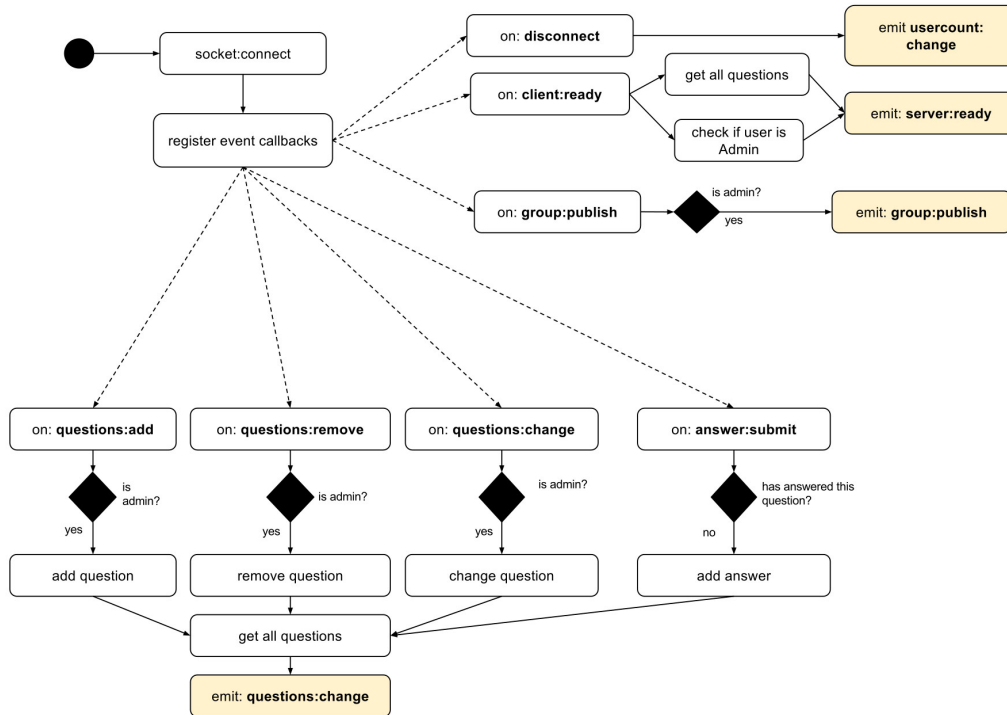 socket:connect
on: disconnect
emit usercount:
change
on: client:ready
get all questions
emit: server:ready
register event callbacks
check if user is
Admin
is admin?
on: group:publish
emit: group:publish
yes
on: questions:add
on: questions:remove
on: questions:change
on: answer:submit
is
admin?
is admin?
is admin?
has answered this
question?
yes
yes
yes
no
add question
remove question
change question
add answer
get all questions
emit: questions:change